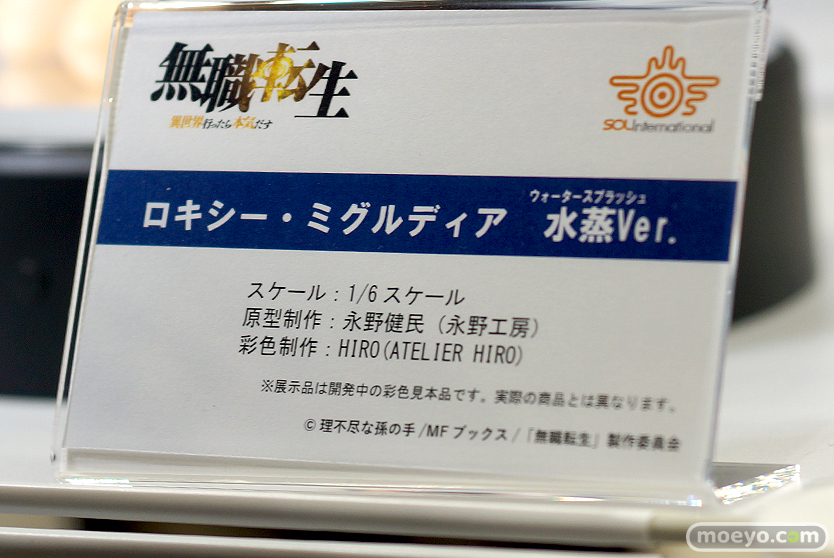 無職転生
異世界行ったら本気だす
SOLinternational
ウォータースプラッシュ
ロキシー・ミグルディア 水蒸Ver.
スケール：1/6スケール
原型制作：永野健民（永野工房）
彩色制作：HIRO(ATELIER HIRO)
※展示品は開発中の彩色見本品です。実際の商品とは異なります。
©理不尽な孫の手/MFブックス/「無職転生」製作委員会
moeyo.com